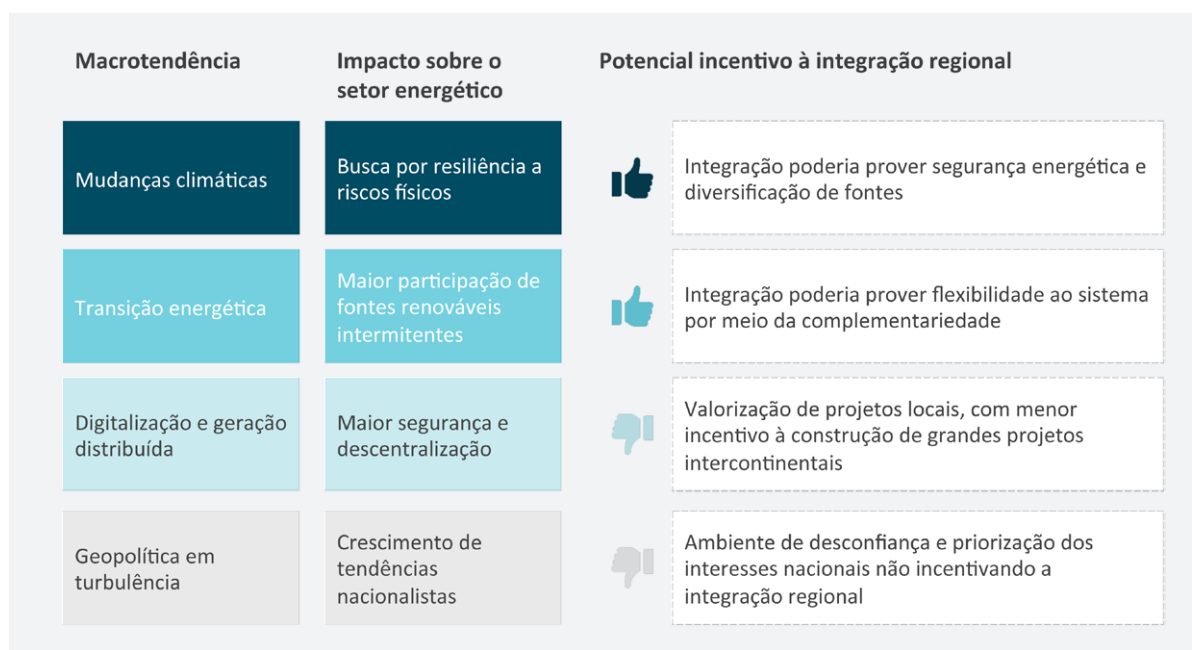 Macrotendência
Impacto sobre o
setor energético
Potencial incentivo à integração regional
Mudanças climáticas
Busca por resiliência a
riscos físicos
Integração poderia prover segurança energética e
diversificação de fontes
Transição energética
Maior participação de
fontes renováveis
intermitentes
Integração poderia prover flexibilidade ao sistema
por meio da complementariedade
Digitalização e geração
distribuída
Maior segurança e
descentralização
Valorização de projetos locais, com menor
incentivo à construção de grandes projetos
intercontinentais
Geopolítica em
turbulência
Crescimento de
tendências
nacionalistas
Ambiente de desconfiança e priorização dos
interesses nacionais não incentivando a
integração regional